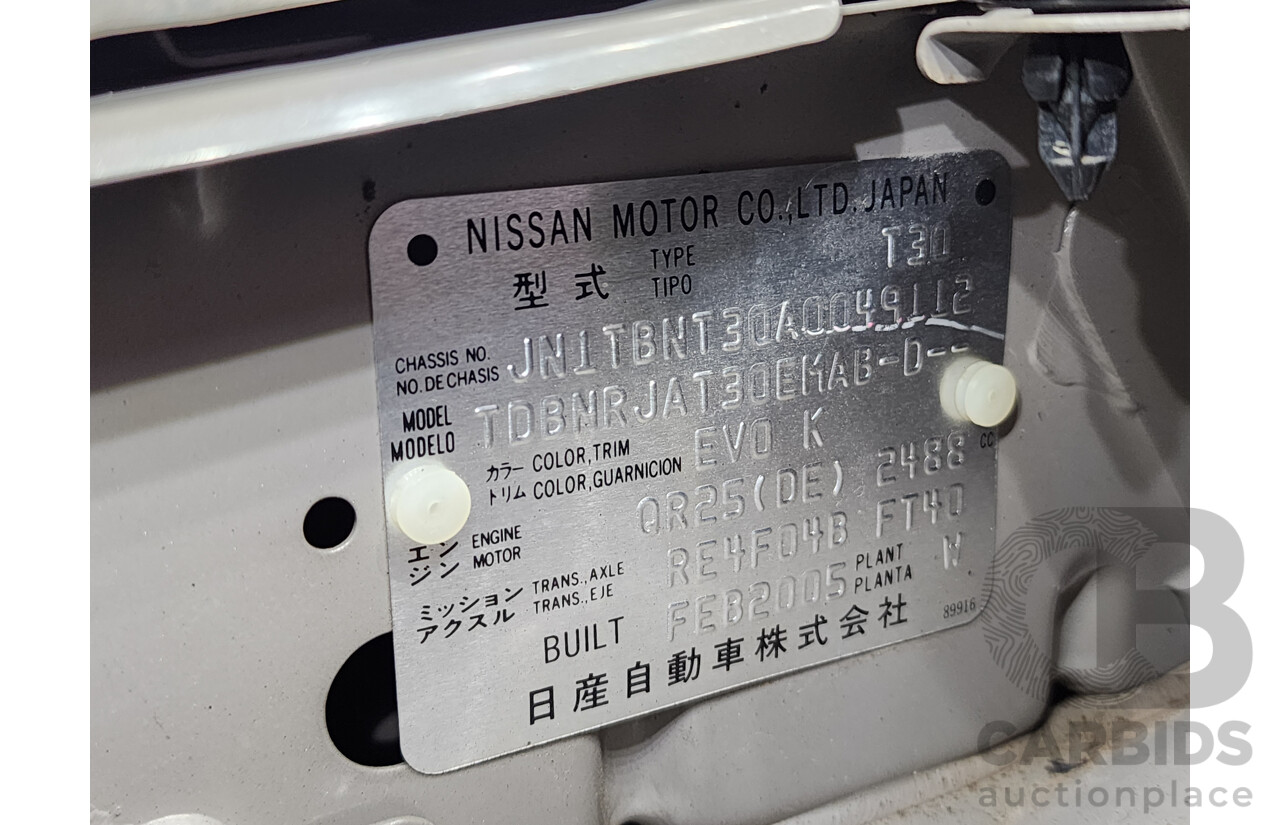 NISSAN MOTOR CO.,LTD. JAPAN
型式 TYPE T30
TIPO
CHASSIS NO. JN1TBNT30A0049112
NO. DE CHASIS
MODEL TDBNRJAT30EMAB-D--
MODELO
カラー COLOR,TRIM EV0 K
トリム COLOR,GUARNICION
エン ENGINE QR25(DE) 2488 CC
ジン MOTOR
ミッション TRANS.,AXLE RE4F04B FT40
アクスル TRANS.,EJE
BUILT FEB2005 PLANT W
PLANTA
日産自動車株式会社 89916
CB
CARBIDS
auctionplace